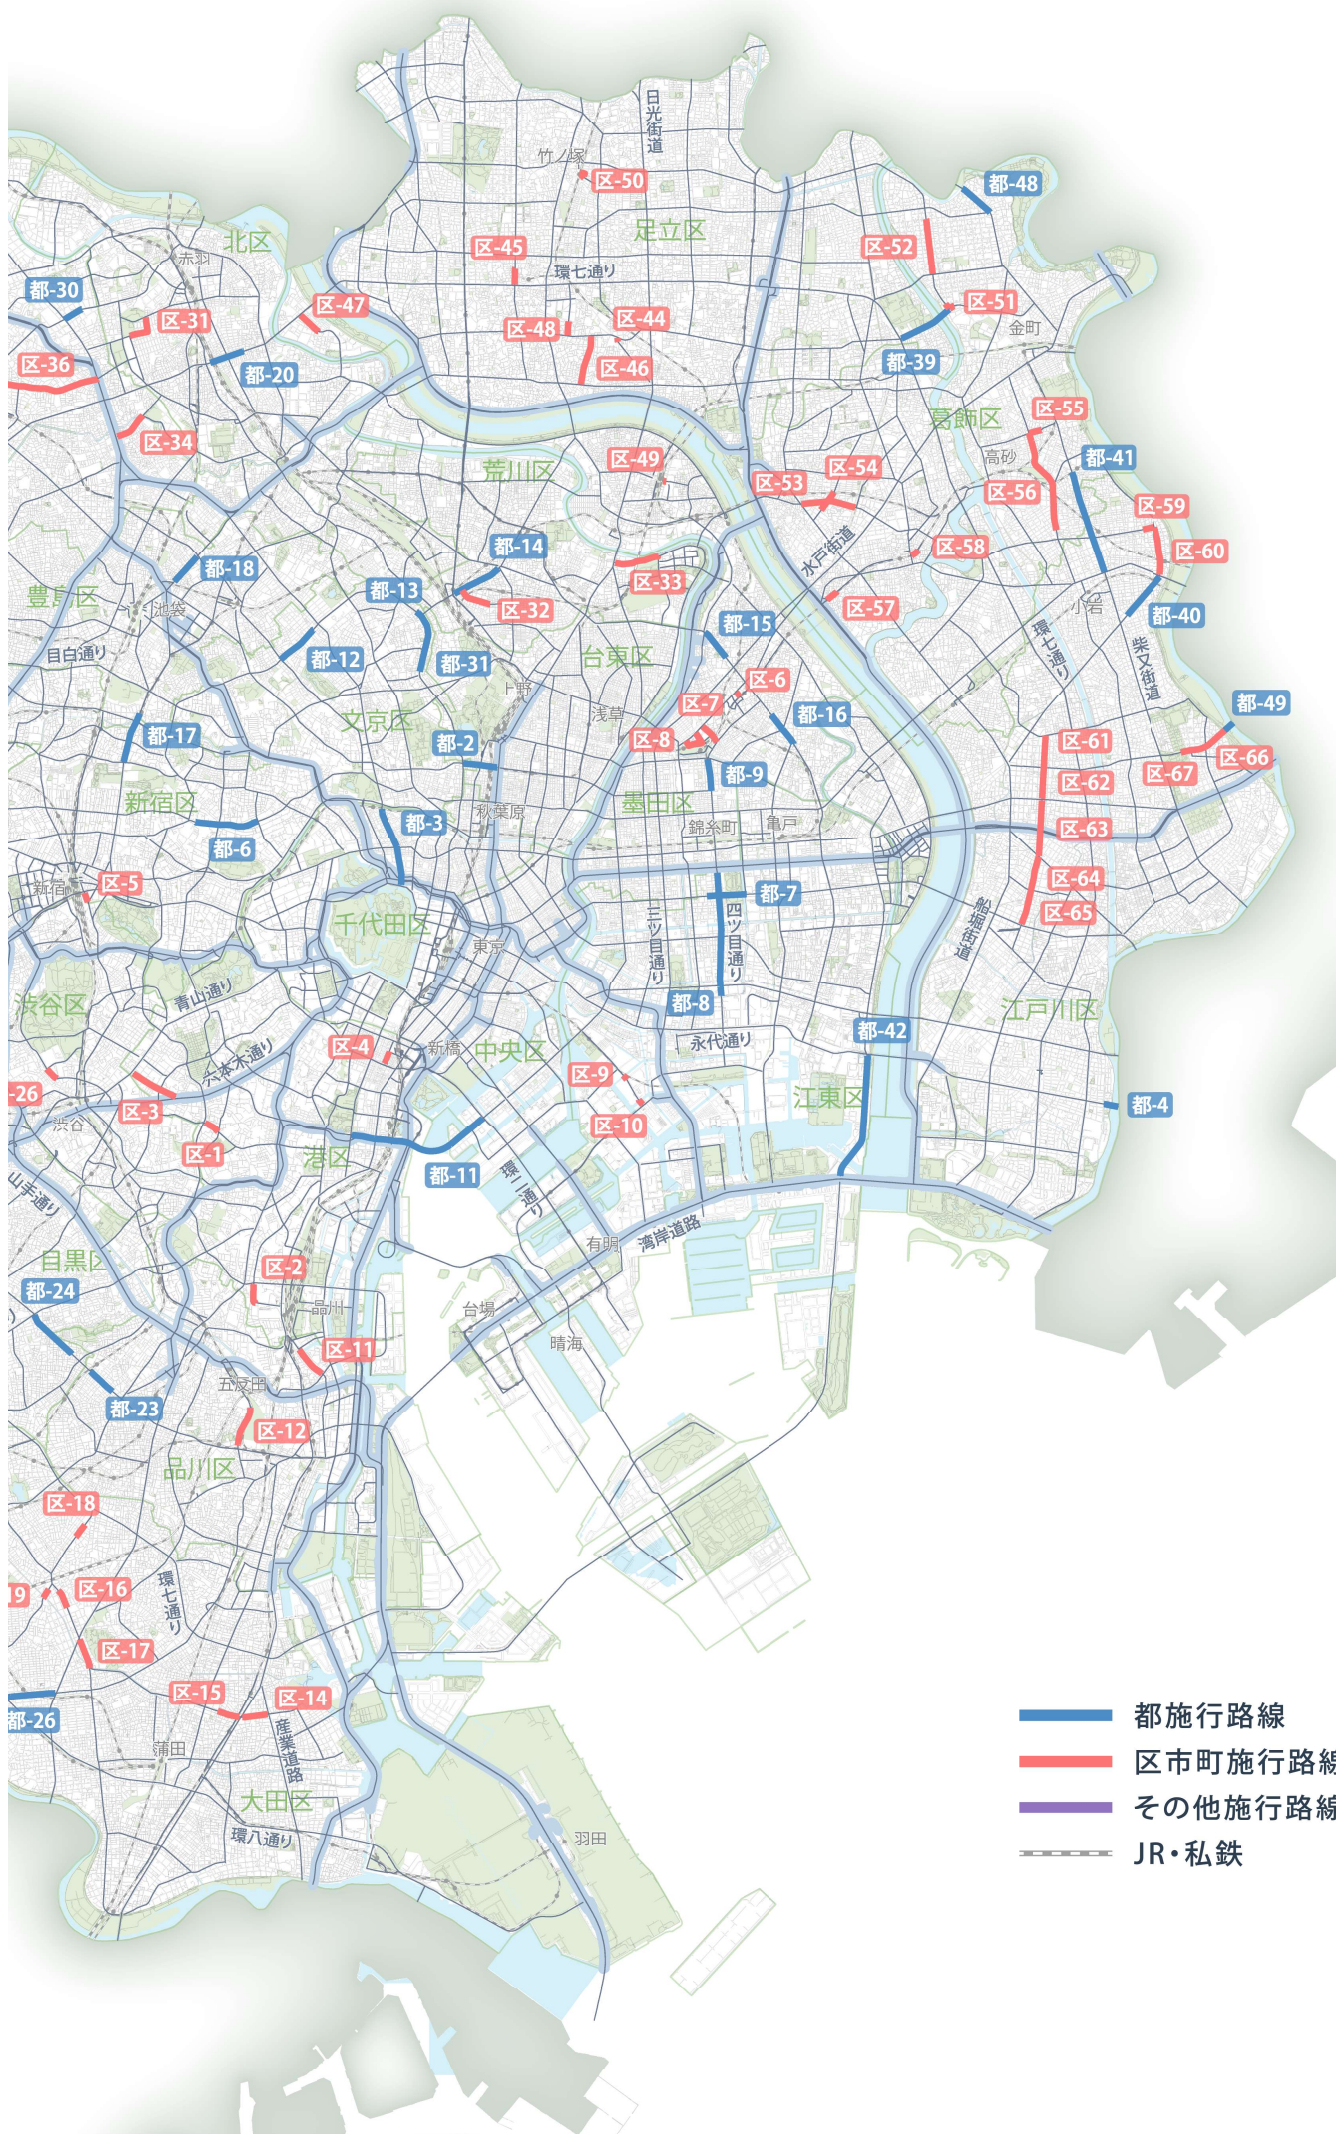 日光街道
竹ノ塚
区-50
都-48
足立区
北区
赤羽
区-45
区-52
環七通り
都-30
区-47
区-51
区-31
区-48
区-44
金町
区-36
都-20
区-46
都-39
区-34
区-55
葛飾区
荒川区
区-49
高砂
都-41
区-53
区-54
区-56
区-59
都-14
水戸街道
区-58
区-60
都-18
都-13
区-33
豊島区
池袋
区-32
区-57
小岩
都-40
目白通り
都-12
都-31
都-15
台東区
環七通り
柴又街道
上野
区-6
文京区
浅草
区-7
都-16
都-49
都-17
都-2
区-8
区-61
区-66
都-9
区-67
新宿区
墨田区
区-62
秋葉原
都-3
錦糸町
亀戸
区-63
都-6
新宿
区-5
区-64
都-7
千代田区
三ツ目通り
四ツ目通り
船堀街道
区-65
東京
青山通り
渋谷区
都-8
江戸川区
都-42
区-4
新橋
中央区
永代通り
六本木通り
区-9
-26
区-3
江東区
都-4
渋谷
区-10
区-1
港区
都-11
環二通り
山手通り
有明
湾岸道路
目黒区
区-2
都-24
品川
台場
区-11
晴海
五反田
都-23
区-12
品川区
区-18
環七通り
19
区-16
区-17
区-15
区-14
都-26
産業道路
蒲田
大田区
環八通り
羽田
都施行路線
区市町施行路線
その他施行路線
JR・私鉄